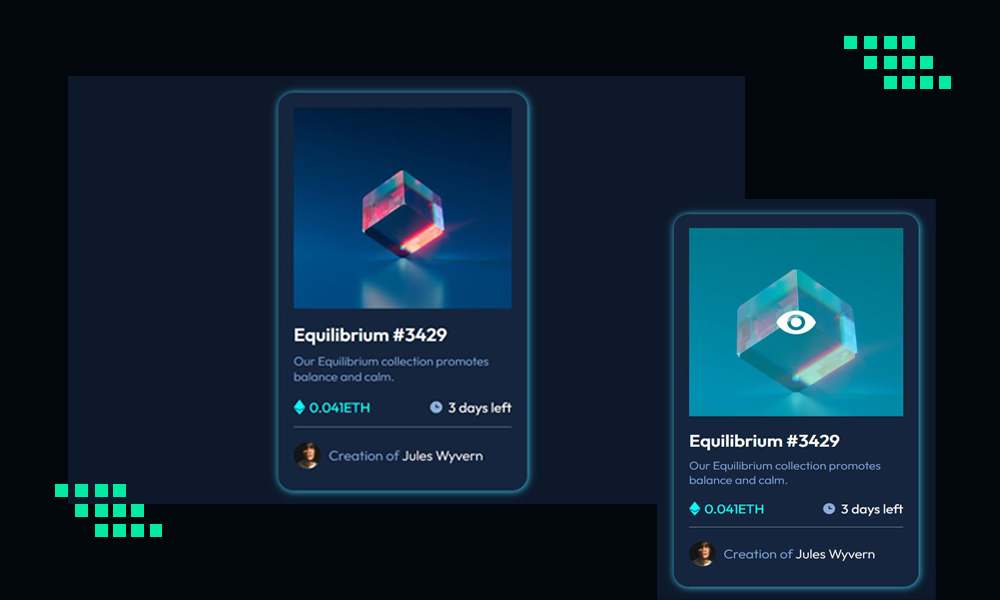 Equilibrium #3429
Our Equilibrium collection promotes
balance and calm.
0.041ETH
3 days left
Creation of Jules Wyvern
Equilibrium #3429
Our Equilibrium collection promotes
balance and calm.
0.041ETH
3 days left
Creation of Jules Wyvern